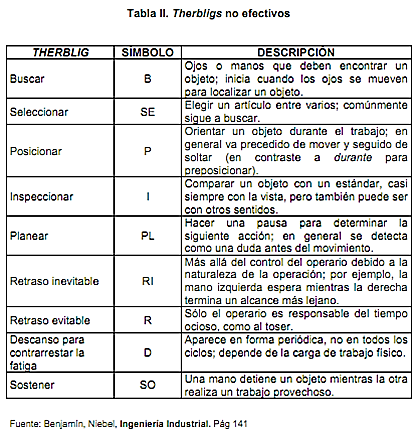 Tabla II. Therbligs no efectivos
THERBLIG SIMBOLO DESCRIPCIÓN
Buscar B Ojos o manos que deben encontrar un
objeto; inicia cuando los ojos se mueven
para localizar un objeto.
Seleccionar SE Elegir un artículo entre varios; comúnmente
sigue a buscar.
Posicionar P Orientar un objeto durante el trabajo; en
general va precedido de mover y seguido de
soltar (en contraste a durante para
preposicionar).
Inspeccionar I Comparar un objeto con un estándar, casi
siempre con la vista, pero también puede ser
con otros sentidos.
Planear PL Hacer una pausa para determinar la
siguiente acción; en general se detecta
como una duda antes del movimiento.
Retraso inevitable RI Más allá del control del operario debido a la
naturaleza de la operación; por ejemplo, la
mano izquierda espera mientras la derecha
termina un alcance más lejano.
Retraso evitable R Sólo el operario es responsable del tiempo
ocioso, como al toser.
Descanso para
contrarrestar la
fatiga D Aparece en forma periódica, no en todos los
ciclos; depende de la carga de trabajo físico.
Sostener SO Una mano detiene un objeto mientras la otra
realiza un trabajo provechoso.
Fuente: Benjamín, Niebel, Ingeniería Industrial. Pág 141